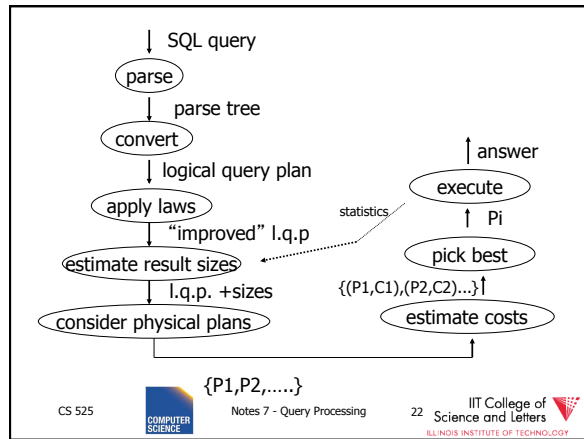 SQL query
parse
parse tree
convert
logical query plan
apply laws
“improved” l.q.p
estimate result sizes
l.q.p. +sizes
consider physical plans
{P1,P2,…..}
estimate costs
{(P1,C1),(P2,C2)...}
pick best
Pi
execute
answer
statistics
CS 525
COMPUTER
SCIENCE
Notes 7 - Query Processing
22
IIT College of
Science and Letters
ILLINOIS INSTITUTE OF TECHNOLOGY